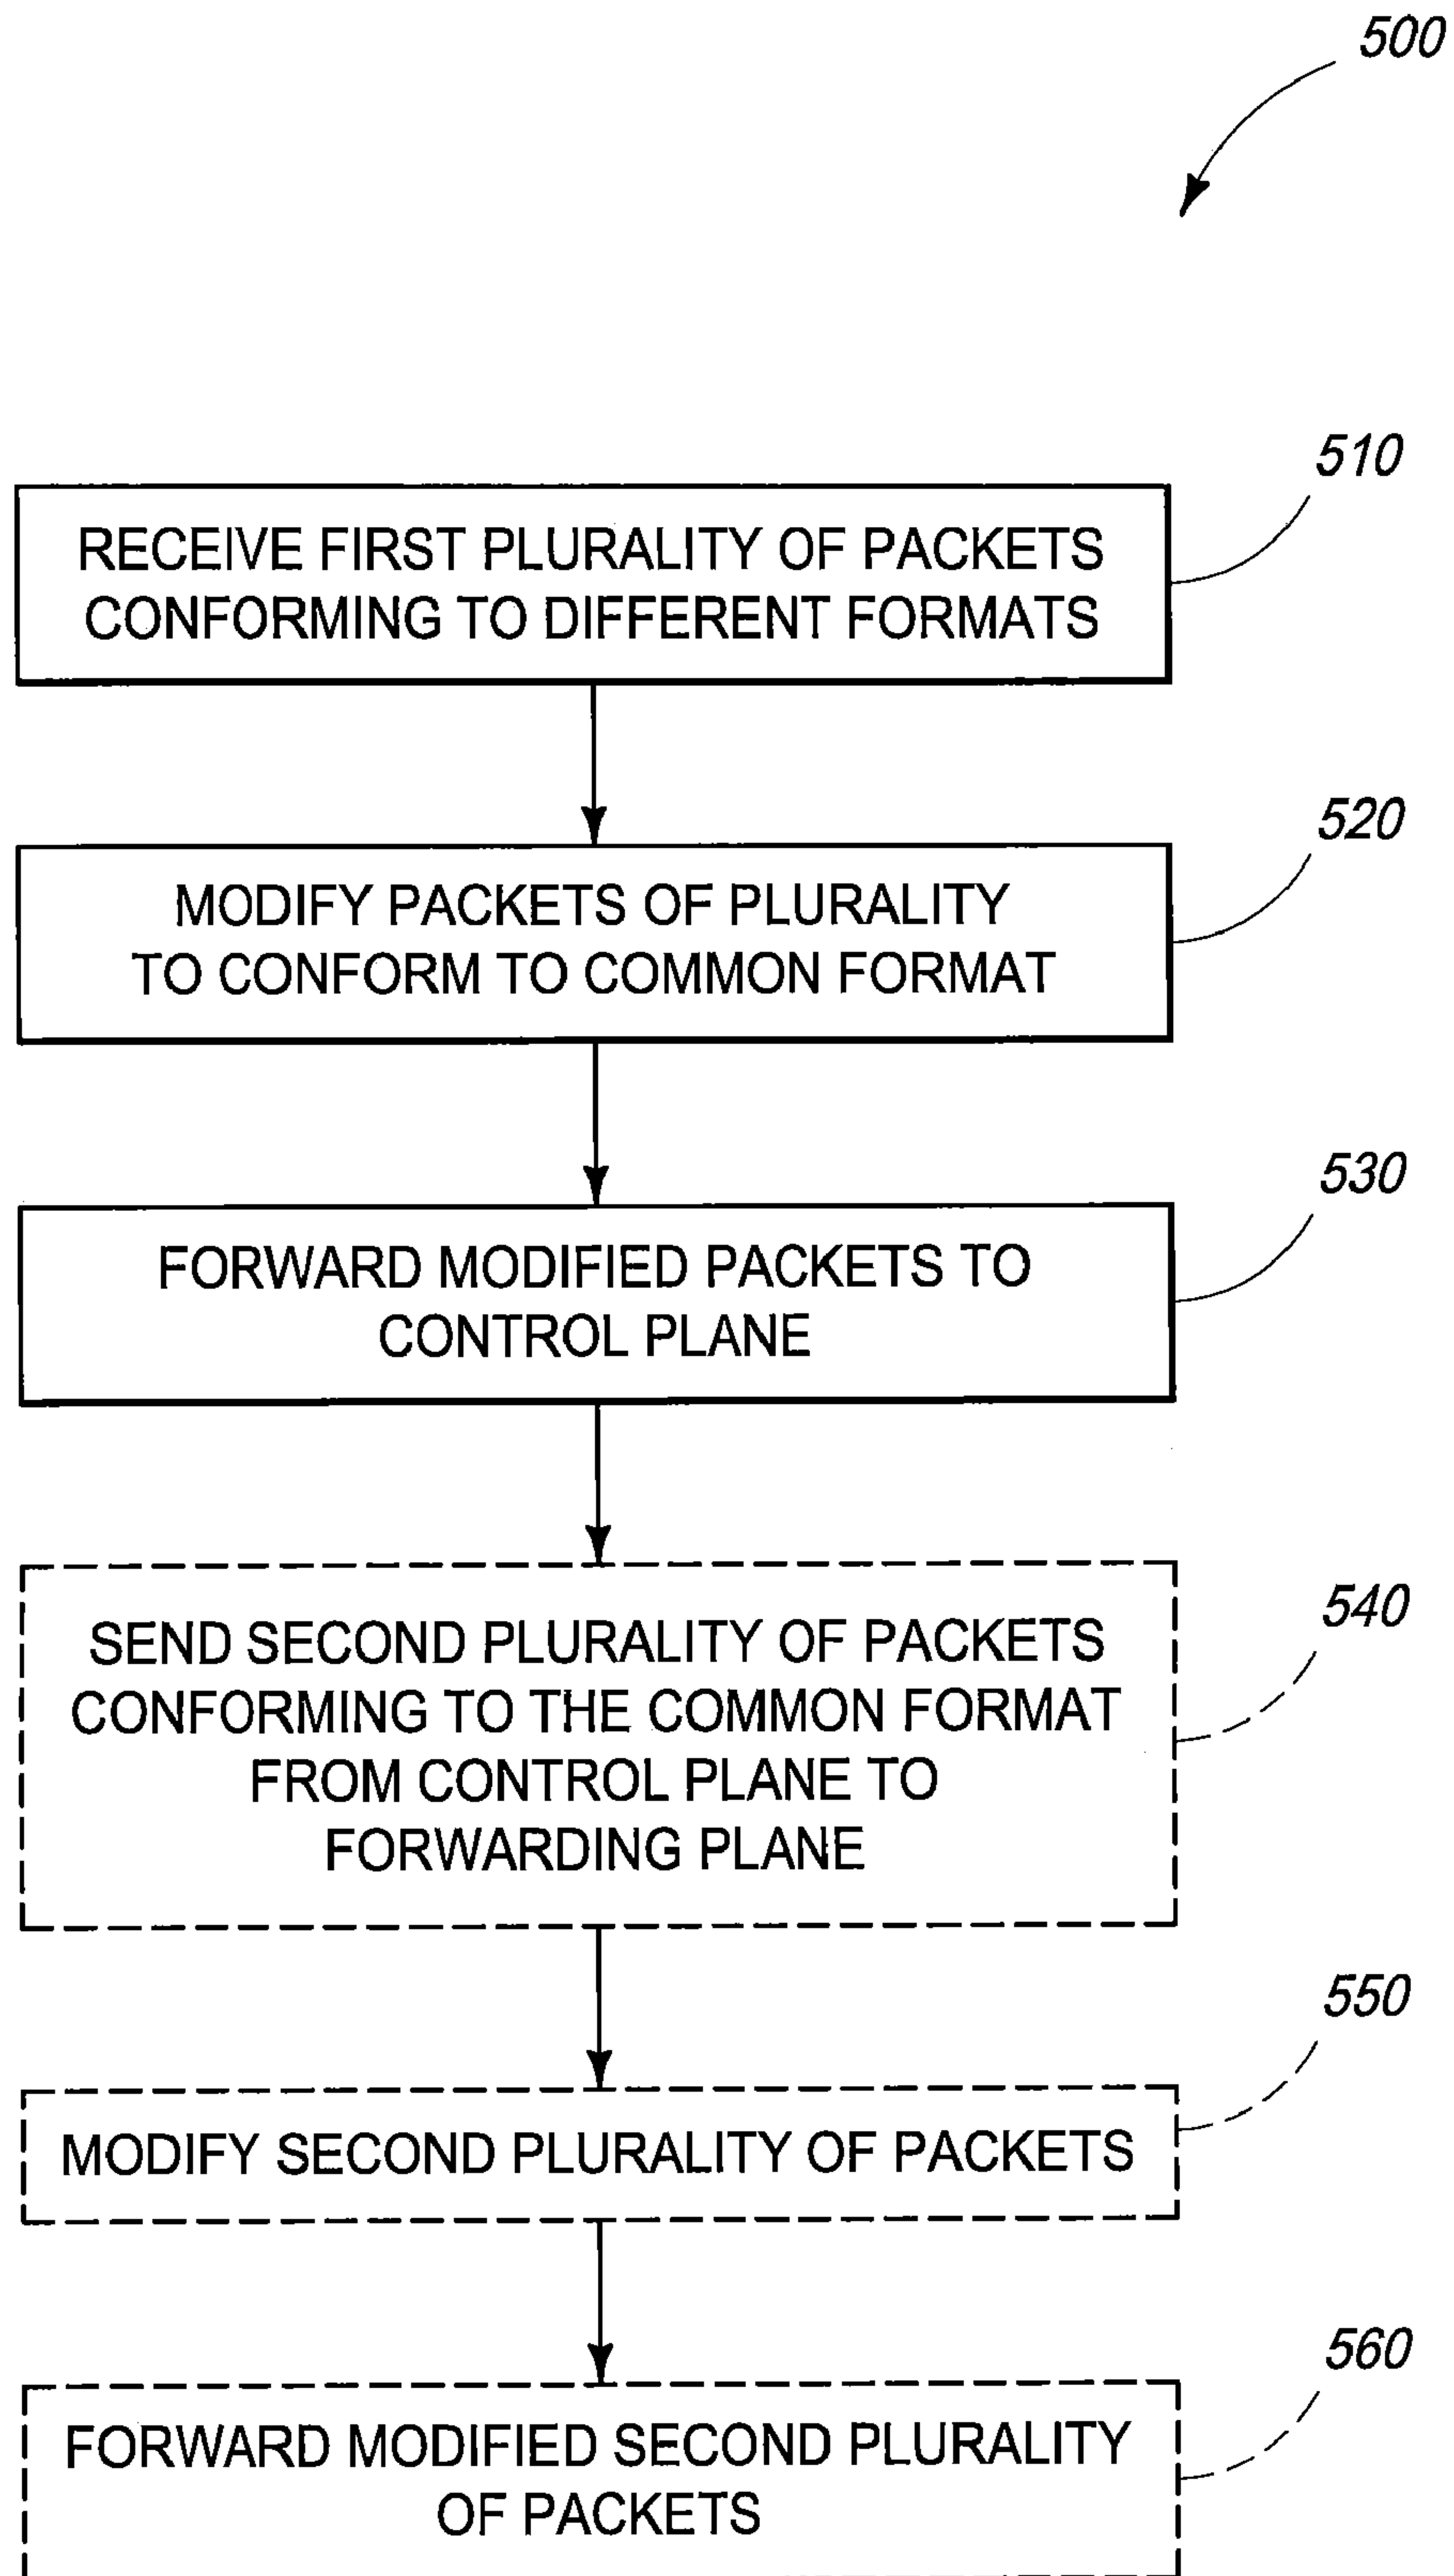 500
510
RECEIVE FIRST PLURALITY OF PACKETS
CONFORMING TO DIFFERENT FORMATS
520
MODIFY PACKETS OF PLURALITY
TO CONFORM TO COMMON FORMAT
530
FORWARD MODIFIED PACKETS TO
CONTROL PLANE
540
SEND SECOND PLURALITY OF PACKETS
CONFORMING TO THE COMMON FORMAT
FROM CONTROL PLANE TO
FORWARDING PLANE
550
MODIFY SECOND PLURALITY OF PACKETS
560
FORWARD MODIFIED SECOND PLURALITY
OF PACKETS